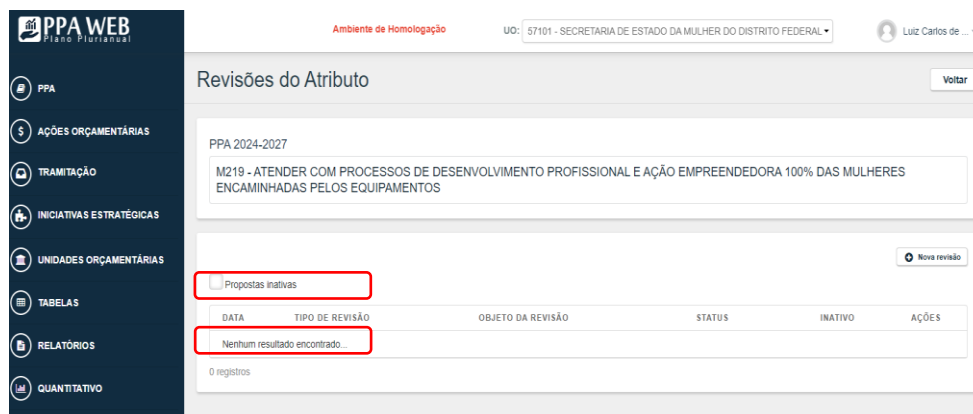 PPA WEB
Plano Plurianual
Ambiente de Homologação
UO: 57101 - SECRETARIA DE ESTADO DA MULHER DO DISTRITO FEDERAL
Luiz Carlos de ...
PPA
AÇÕES ORÇAMENTÁRIAS
TRAMITAÇÃO
INICIATIVAS ESTRATÉGICAS
UNIDADES ORÇAMENTÁRIAS
TABELAS
RELATÓRIOS
QUANTITATIVO
Revisões do Atributo
Voltar
PPA 2024-2027
M219 - ATENDER COM PROCESSOS DE DESENVOLVIMENTO PROFISSIONAL E AÇÃO EMPREENDEDORA 100% DAS MULHERES
ENCAMINHADAS PELOS EQUIPAMENTOS
Nova revisão
Propostas inativas
DATA TIPO DE REVISÃO OBJETO DA REVISÃO STATUS INATIVO AÇÕES
Nenhum resultado encontrado...
0 registros